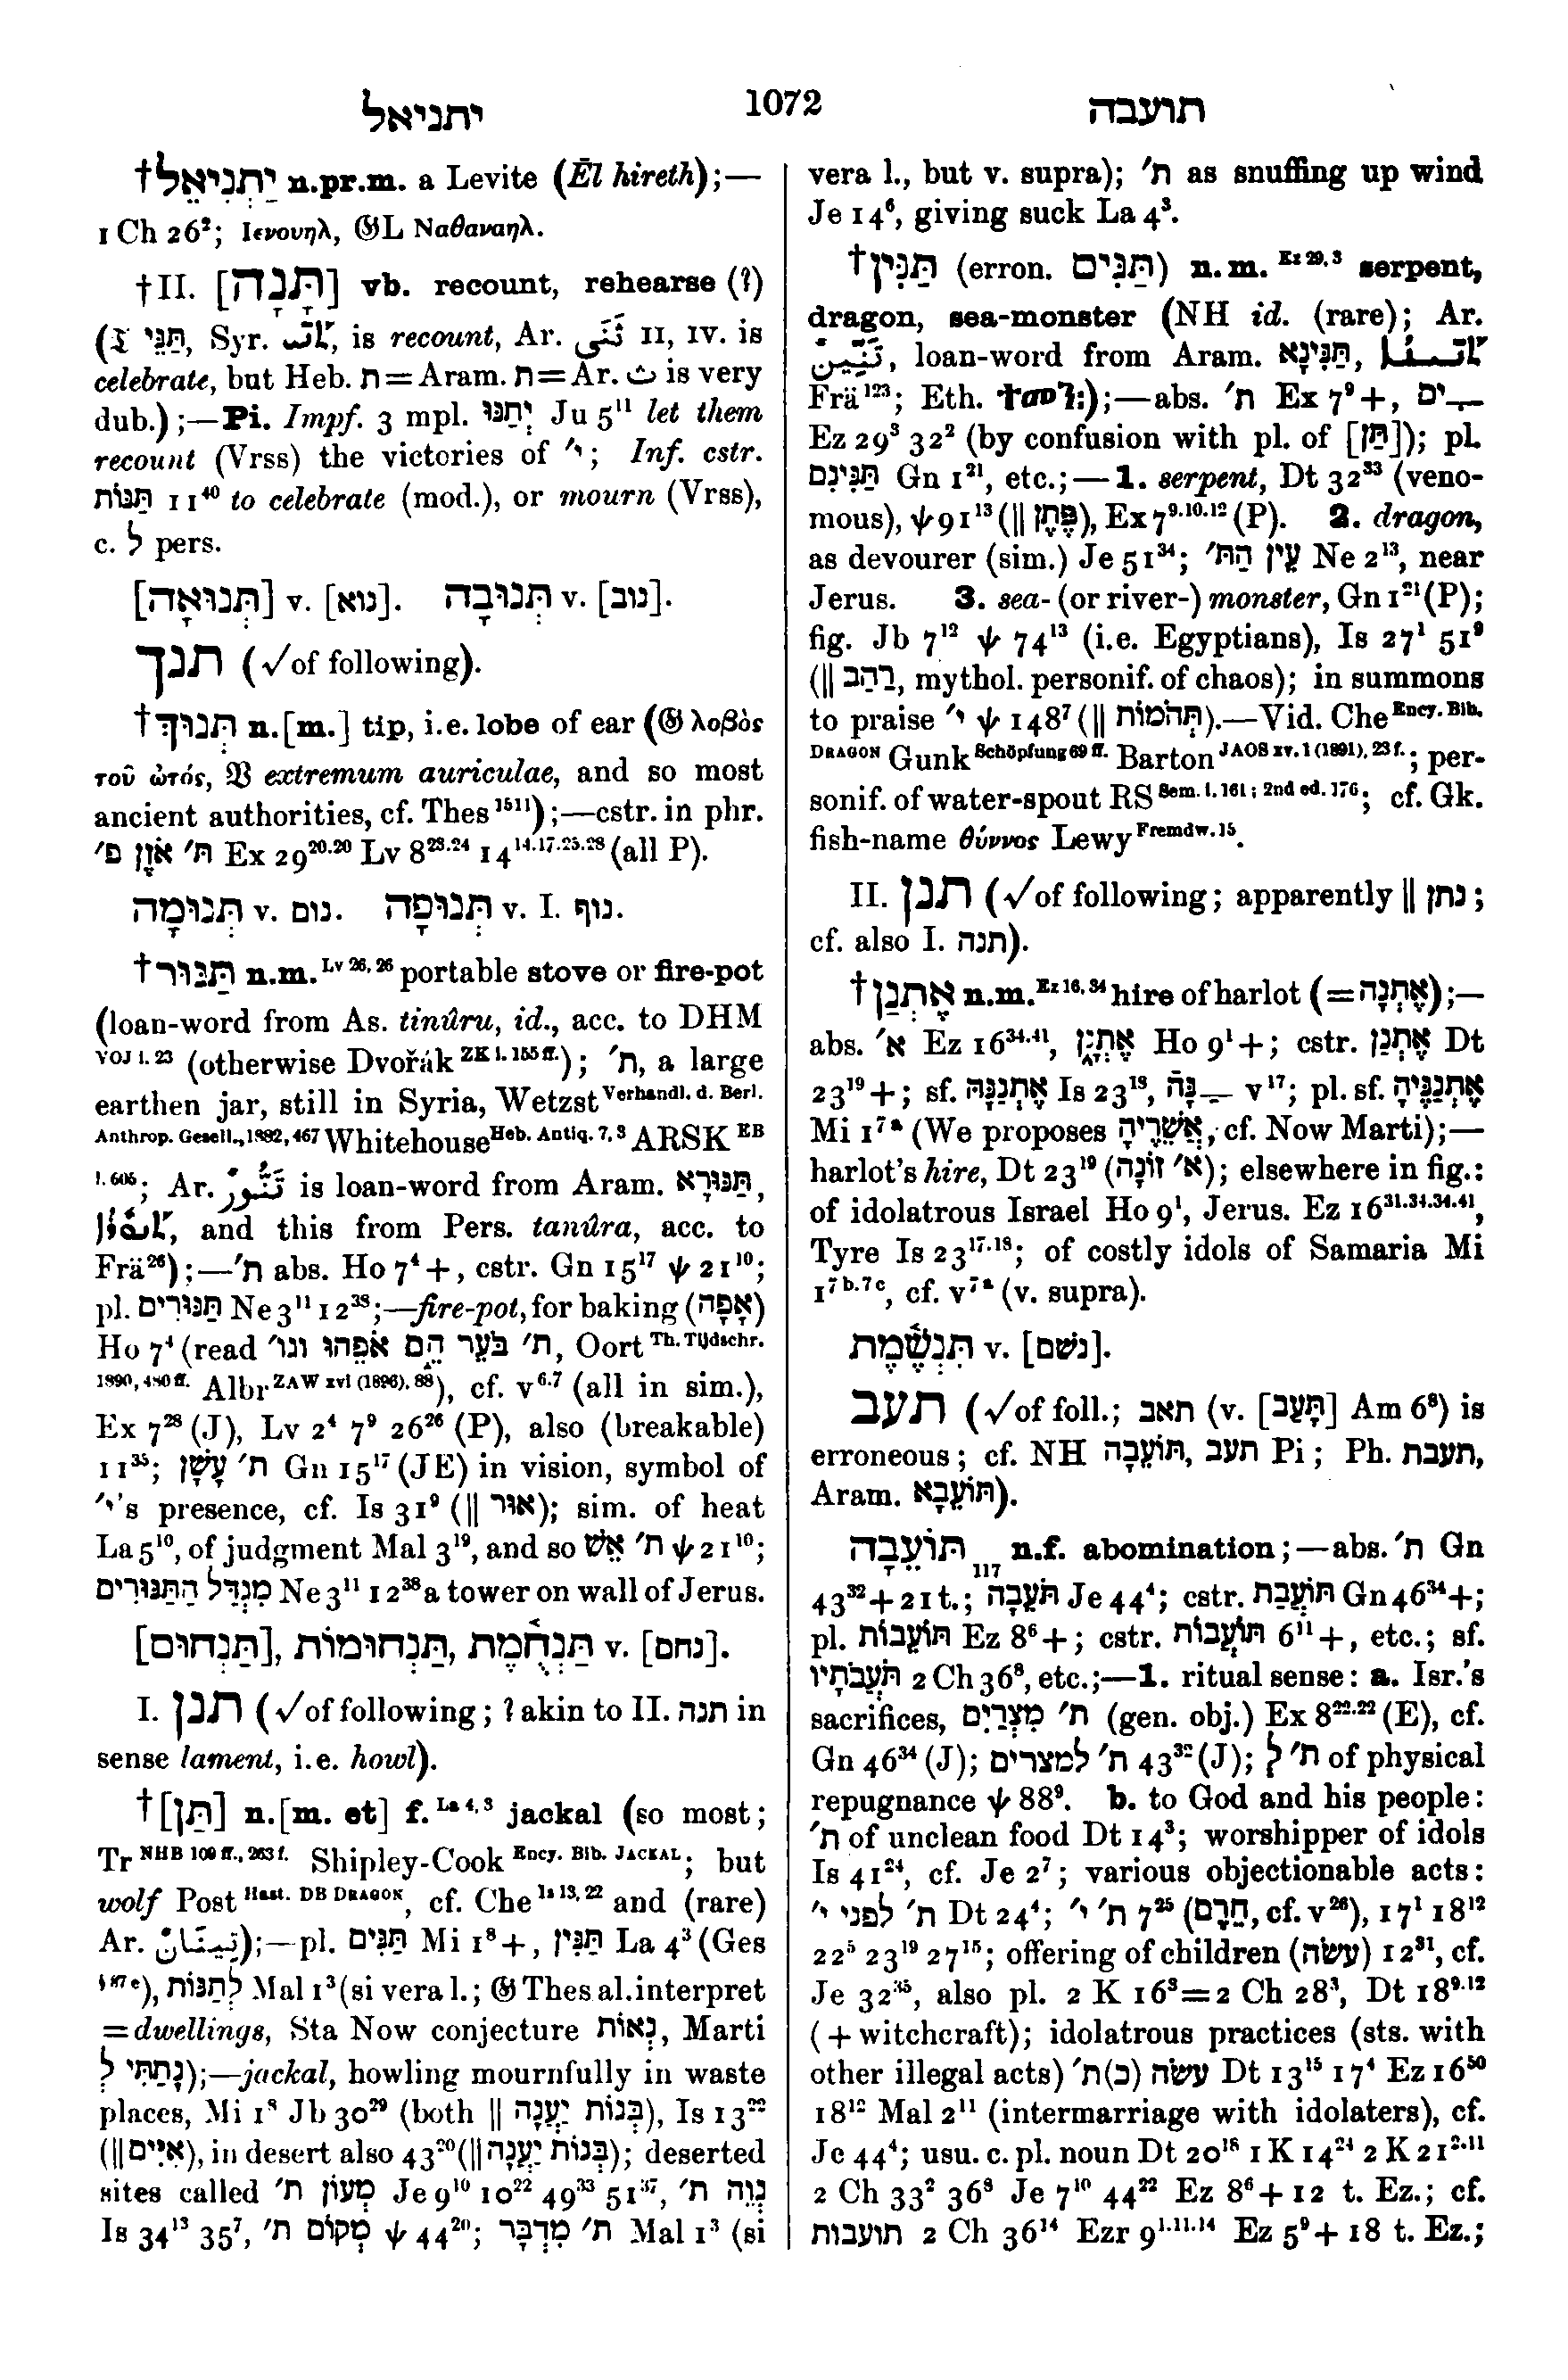 יתניאל 1072 תועבה
†יַתְנִיאֵל n.pr.m. a Levite (Ēl hireth);—
1 Ch 26²; Ιενουηλ, 𝔊L Ναθαναηλ.
†II. [תָּנָה] vb. recount, rehearse (?)
(𝔗 תַּנֵּי, Syr. is recount, Ar. ثَنَّى II, IV. is
celebrate, but Heb. ת=Aram. ת=Ar. ث is very
dub.);—Pi. Impf. 3 mpl. יְתַנּוּ Ju 5¹¹ let them
recount (Vrss) the victories of י׳; Inf. cstr.
תַּנּוֹת 11⁴⁰ to celebrate (mod.), or mourn (Vrss),
c. לְ pers.
[תְּנוּאָה] v. [נוא]. תְּנוּבָה v. [נוב].
תנך (√of following).
†תְּנוּךְ n.[m.] tip, i.e. lobe of ear (𝔊 λοβὸς
τοῦ ὠτός, 𝔙 extremum auriculae, and so most
ancient authorities, cf. Thes¹⁵¹¹);—cstr. in phr.
ת׳ אֹזֶן פ׳ Ex 29²⁰·²⁰ Lv 8²³·²⁴ 14¹⁴·¹⁷·²⁵·²⁸ (all P).
תְּנוּמָה v. נום. תְּנוּפָה v. I. נוף.
†תַּנּוּר n.m. Lv 26, 26 portable stove or fire-pot
(loan-word from As. tinûru, id., acc. to DHM
VOJ i. 23 (otherwise Dvořák ZK i. 155 ff.); ת׳, a large
earthen jar, still in Syria, Wetzst Verhandl. d. Berl.
Anthrop. Gesell., 1882, 467 Whitehouse Heb. Antiq. 7, 3 ARSK EB
i. 605; Ar. تَنُّور is loan-word from Aram. תַּנּוּרָא,
and this from Pers. tanûra, acc. to
Frä²⁶);—ת׳ abs. Ho 7⁴+, cstr. Gn 15¹⁷ ψ 21¹⁰;
pl. תַּנּוּרִים Ne 3¹¹ 12³⁸;—fire-pot, for baking (אָפָה)
Ho 7⁴ (read ת׳ בֹּעֵר הֵם אֹפֵהוּ וגו׳, Oort Th. Tijdschr.
1890, 480 ff. Albr ZAW xvi (1896), 88), cf. v⁶·⁷ (all in sim.),
Ex 7²⁸ (J), Lv 2⁴ 7⁹ 26²⁶ (P), also (breakable)
11³⁵; ת׳ עָשָׁן Gn 15¹⁷ (JE) in vision, symbol of
י׳'s presence, cf. Is 31⁹ (‖ אוּר); sim. of heat
La 5¹⁰, of judgment Mal 3¹⁹, and so ת׳ אֵשׁ ψ 21¹⁰;
מִגְדַּל הַתַּנּוּרִים Ne 3¹¹ 12³⁸ a tower on wall of Jerus.
[תַּנְחוּם], תַּנְחוּמוֹת, תַּנְחֻמֶת v. [נחם].
I. תנן (√of following; ? akin to II. תנה in
sense lament, i.e. howl).
†[תַּן] n.[m. et] f. La 4, 3 jackal (so most;
Tr NHB 109 ff., 263 f. Shipley-Cook Ency. Bib. JACKAL; but
wolf Post Hast. DB DRAGON, cf. Che Is 13, 22 and (rare)
Ar. تِينَانٌ);—pl. תַּנִּים Mi 1⁸+, תַּנִּין La 4³ (Ges
§ 87 e), לְתַנּוֹת Mal 1³ (si vera l.; 𝔊 Thes al. interpret
=dwellings, Sta Now conjecture נְאוֹת, Marti
נָתַתִּי לְ);—jackal, howling mournfully in waste
places, Mi 1⁸ Jb 30²⁹ (both ‖ בְּנוֹת יַעֲנָה), Is 13²²
(‖אִיִּים), in desert also 43²⁰ (‖בְּנוֹת יַעֲנָה); deserted
sites called מְעוֹן ת׳ Je 9¹⁰ 10²² 49³³ 51³⁷, נְוֵה ת׳
Is 34¹³ 35⁷, מְקוֹם ת׳ ψ 44²⁰; ת׳ מִדְבָּר Mal 1³ (si
vera l., but v. supra); ת׳ as snuffing up wind
Je 14⁶, giving suck La 4³.
†תַּנִּין (erron. תַּנִּים) n.m. Ez 29, 3 serpent,
dragon, sea-monster (NH id. (rare); Ar.
تِنِّينٌ, loan-word from Aram. תַּנִּינָא,
Frä¹²³; Eth.);—abs. ת׳ Ex 7⁹+, ִים—
Ez 29³ 32² (by confusion with pl. of [תַּן]); pl.
תַּנִּינִם Gn 1²¹, etc.;—1. serpent, Dt 32³³ (veno-
mous), ψ 91¹³ (‖ פֶּתֶן), Ex 7⁹·¹⁰·¹² (P). 2. dragon,
as devourer (sim.) Je 51³⁴; עֵין הַתּ׳ Ne 2¹³, near
Jerus. 3. sea- (or river-) monster, Gn 1²¹ (P);
fig. Jb 7¹² ψ 74¹³ (i.e. Egyptians), Is 27¹ 51⁹
(‖ רַהַב, mythol. personif. of chaos); in summons
to praise י׳ ψ 148⁷ (‖ תְּהֹמוֹת).—Vid. Che Ency. Bib.
DRAGON Gunk Schöpfung 69 ff. Barton JAOS xv. 1 (1891), 23 f.; per-
sonif. of water-spout RS Sem. i. 161; 2nd ed. 176; cf. Gk.
fish-name θύννος Lewy Fremdw. 15.
II. תנן (√of following; apparently ‖ נתן;
cf. also I. תנה).
†אֶתְנַן n.m. Ez 16, 34 hire of harlot (=אֶתְנָה);—
abs. א׳ Ez 16³⁴·⁴¹, אֶתְנָ֑ן Ho 9¹+; cstr. אֶתְנַן Dt
23¹⁹+; sf. אֶתְנַנָּהּ Is 23¹⁸, נָּה— v¹⁷; pl. sf. אֶתְנַנֶּיהָ
Mi 1⁷ᵃ (We proposes אֲשֵׁרֶיהָ, cf. Now Marti);—
harlot's hire, Dt 23¹⁹ (א׳ זוֹנָה); elsewhere in fig.:
of idolatrous Israel Ho 9¹, Jerus. Ez 16³¹·³⁴·³⁴·⁴¹,
Tyre Is 23¹⁷·¹⁸; of costly idols of Samaria Mi
1⁷ᵇ·⁷ᶜ, cf. v⁷ᵃ (v. supra).
תִּנְשֶׁמֶת v. [נשׁם].
תעב (√of foll.; תאב (v. [תָּעַב] Am 6⁸) is
erroneous; cf. NH תּוֹעֵבָה, תעב Pi; Ph. תעבת,
Aram. תּוֹעֵבָא).
תּוֹעֵבָה 117 n.f. abomination;—abs. ת׳ Gn
43³²+21 t.; תֹּעֵבָה Je 44⁴; cstr. תּוֹעֲבַת Gn 46³⁴+;
pl. תּוֹעֵבוֹת Ez 8⁶+; cstr. תּוֹעֲבוֹת 6¹¹+, etc.; sf.
תֹּעֲבֹתָיו 2 Ch 36⁸, etc.;—1. ritual sense: a. Isr.'s
sacrifices, ת׳ מִצְרַיִם (gen. obj.) Ex 8²²·²² (E), cf.
Gn 46³⁴ (J); ת׳ למצרים 43³² (J); ת׳ לְ of physical
repugnance ψ 88⁹. b. to God and his people:
ת׳ of unclean food Dt 14³; worshipper of idols
Is 41²⁴, cf. Je 2⁷; various objectionable acts:
ת׳ לפני י׳ Dt 24⁴; ת׳ י׳ 7²⁵ (חֵרֶם, cf. v²⁶), 17¹ 18¹²
22⁵ 23¹⁹ 27¹⁵; offering of children (עשׂה) 12³¹, cf.
Je 32³⁵, also pl. 2 K 16³=2 Ch 28³, Dt 18⁹·¹²
(+witchcraft); idolatrous practices (sts. with
other illegal acts) עשׂה (כ)ת׳ Dt 13¹⁵ 17⁴ Ez 16⁵⁰
18¹² Mal 2¹¹ (intermarriage with idolaters), cf.
Je 44⁴; usu. c. pl. noun Dt 20¹⁸ 1 K 14²⁴ 2 K 21²·¹¹
2 Ch 33² 36⁸ Je 7¹⁰ 44²² Ez 8⁶+12 t. Ez.; cf.
תועבות 2 Ch 36¹⁴ Ezr 9¹·¹¹·¹⁴ Ez 5⁹+18 t. Ez.;